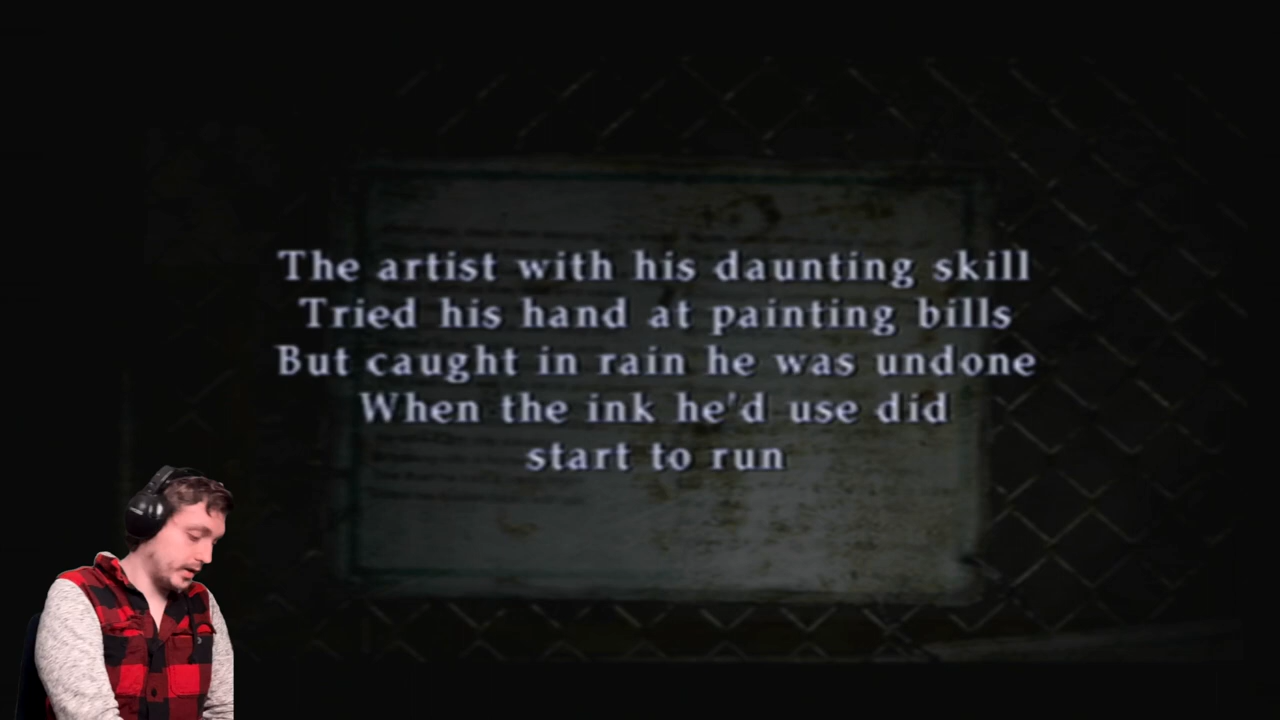 The artist with his daunting skill
Tried his hand at painting bills
But caught in rain he was undone
When the ink he'd use did
start to run